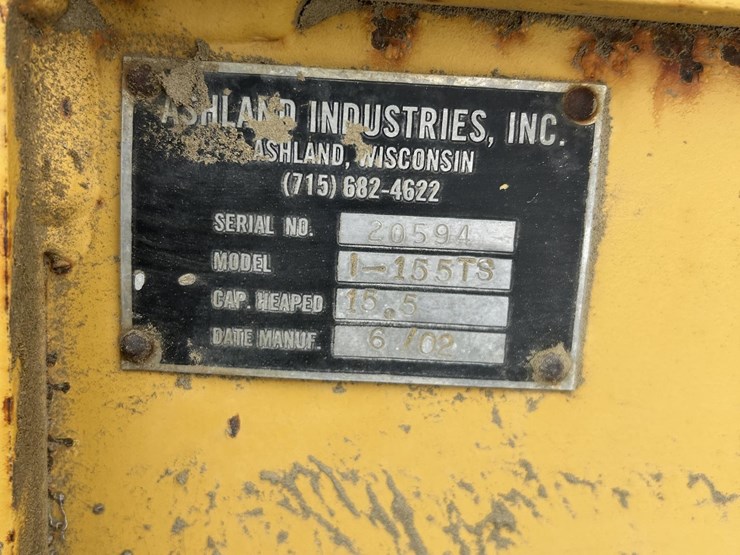 ASHLAND INDUSTRIES, INC.
ASHLAND, WISCONSIN
(715) 682-4622
SERIAL NO. 20594
MODEL 1-155TS
CAP. HEAPED 15.5
DATE MANUF. 6/02